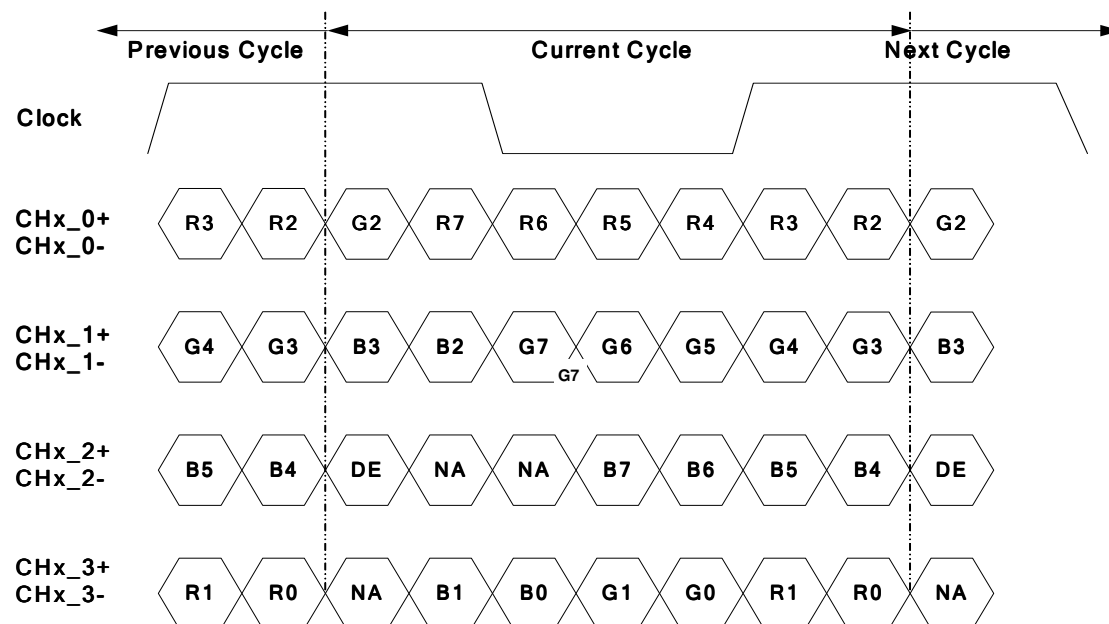 Previous Cycle Current Cycle Next Cycle
Clock
CHx_0+
CHx_0-
R3 R2 G2 R7 R6 R5 R4 R3 R2 G2
CHx_1+
CHx_1-
G4 G3 B3 B2 G7 G6 G5 G4 G3 B3
G7
CHx_2+
CHx_2-
B5 B4 DE NA NA B7 B6 B5 B4 DE
CHx_3+
CHx_3-
R1 R0 NA B1 B0 G1 G0 R1 R0 NA